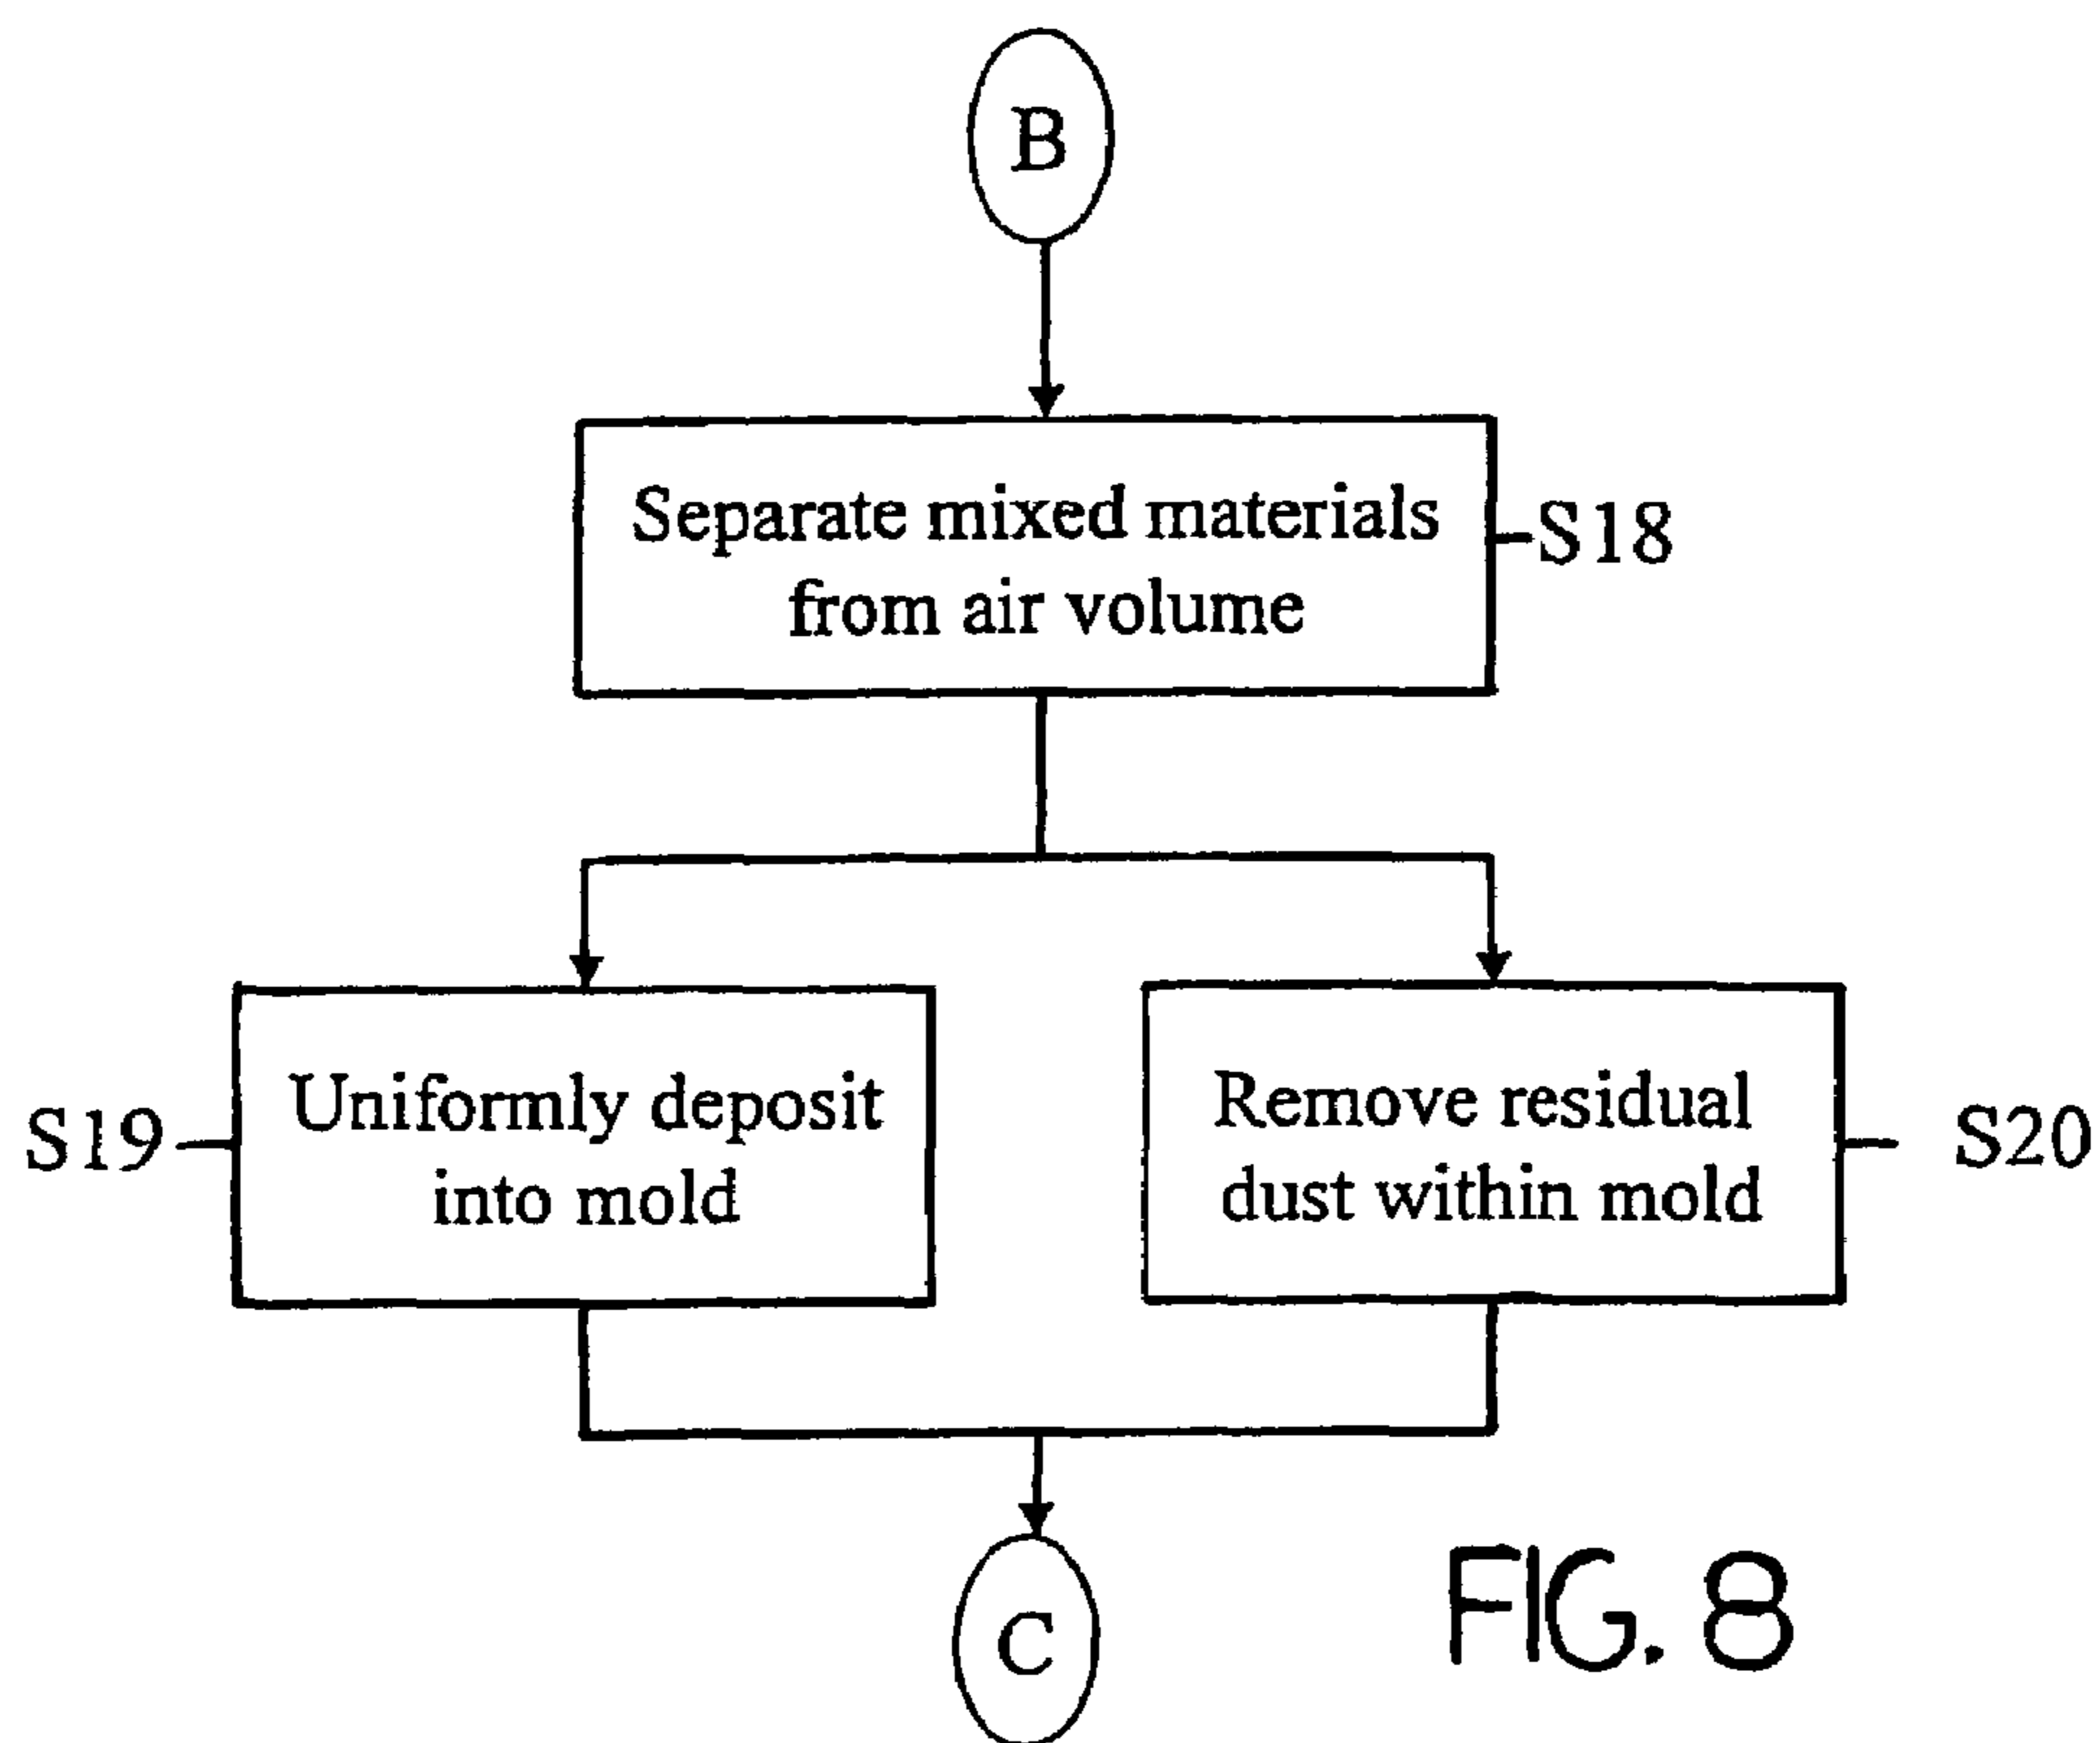 B
Separate mixed materials
from air volume
S18
S19
Uniformly deposit
into mold
Remove residual
dust within mold
S20
C
FIG. 8